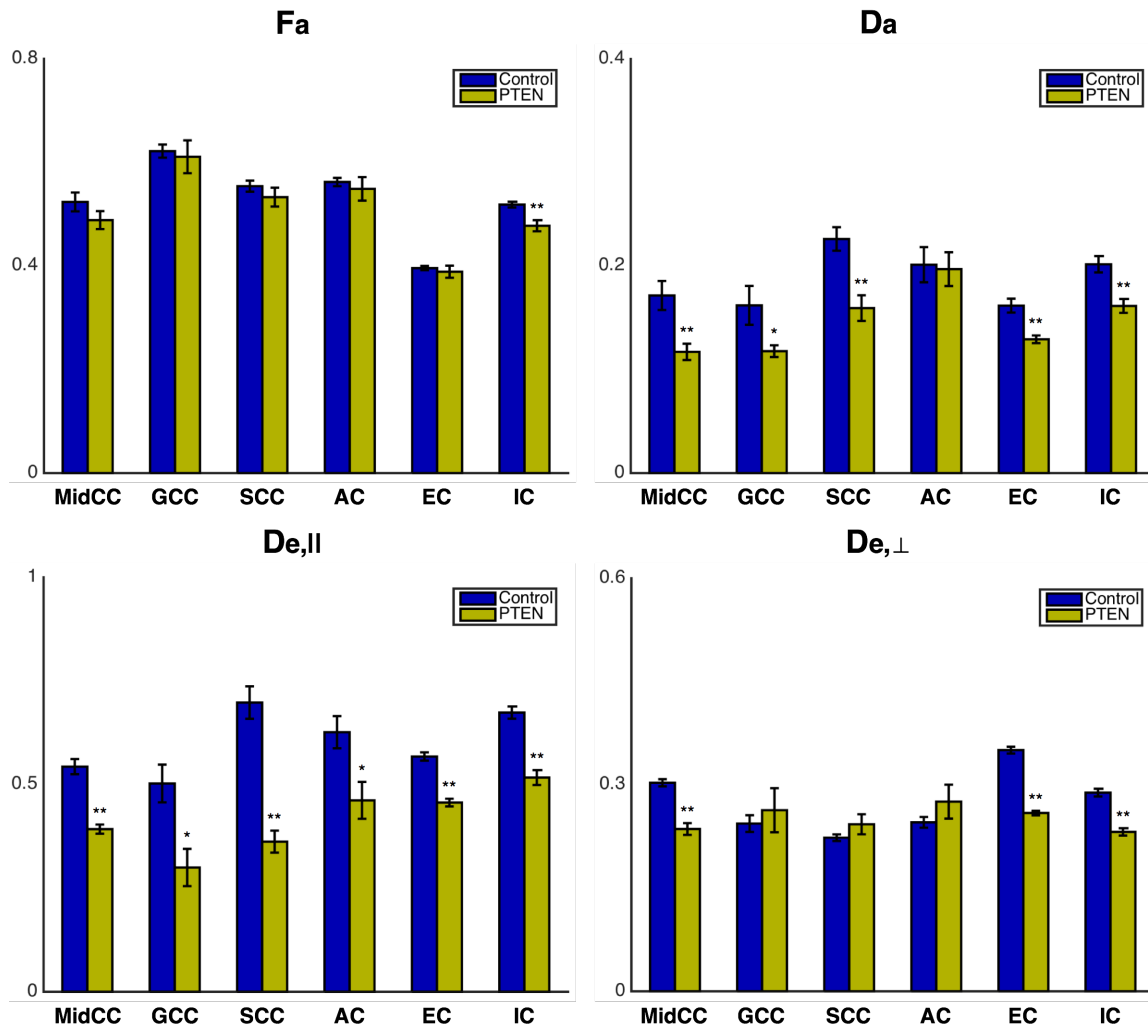 Fa
0.8
Control
PTEN
**
0.4
0
MidCC GCC SCC AC EC IC
Da
0.4
Control
PTEN
0.2
**
**
**
*
**
0
MidCC GCC SCC AC EC IC
De,||
1
Control
PTEN
**
*
0.5
**
**
**
*
0
MidCC GCC SCC AC EC IC
De,⊥
0.6
Control
PTEN
0.3
**
**
**
0
MidCC GCC SCC AC EC IC